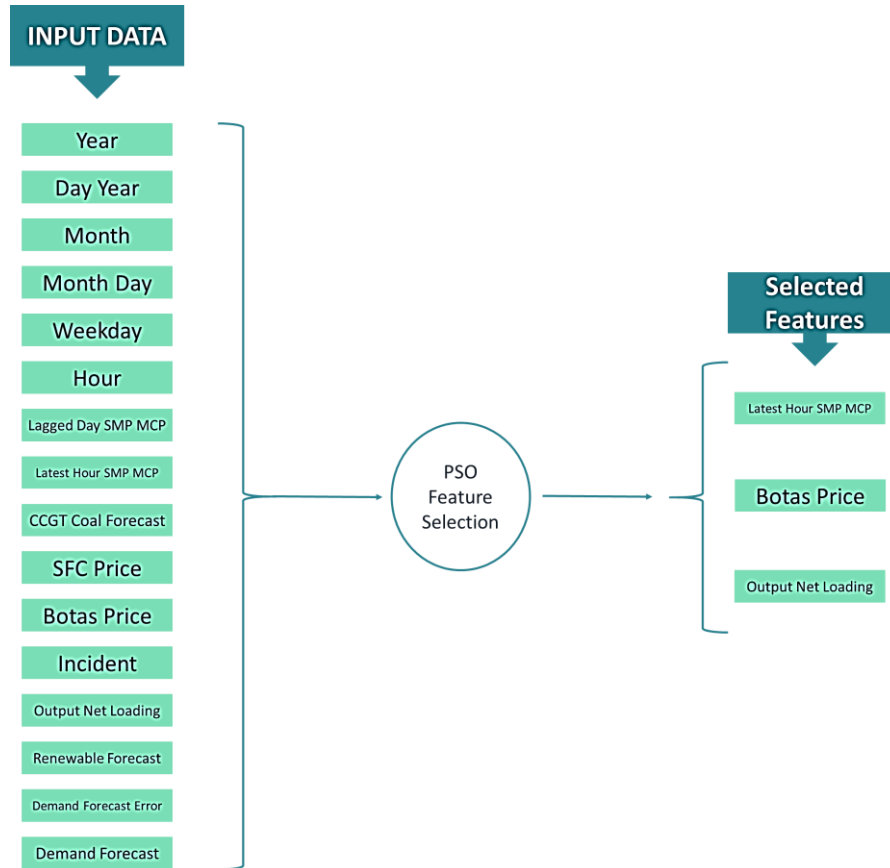 INPUT DATA
Year
Day Year
Month
Month Day
Weekday
Hour
Lagged Day SMP MCP
Latest Hour SMP MCP
CCGT Coal Forecast
SFC Price
Botas Price
Incident
Output Net Loading
Renewable Forecast
Demand Forecast Error
Demand Forecast
PSO
Feature
Selection
Selected
Features
Latest Hour SMP MCP
Botas Price
Output Net Loading